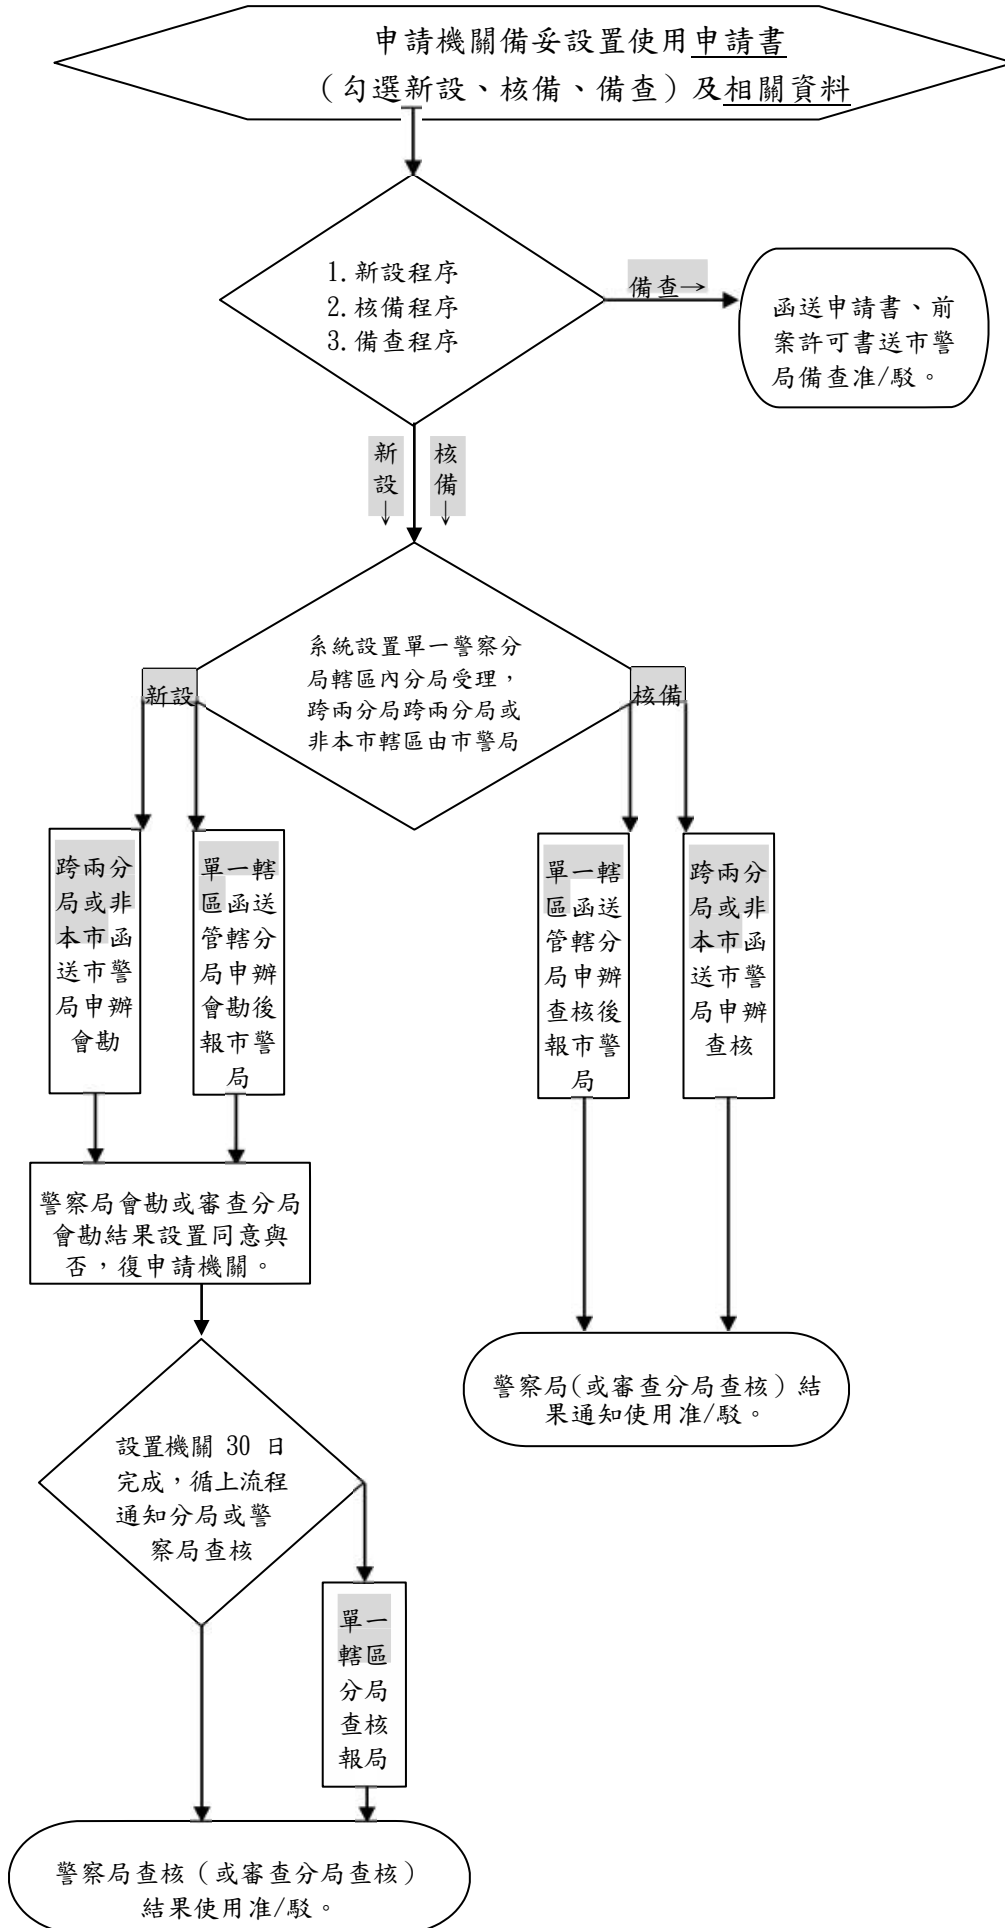 申請機關備妥設置使用申請書
（勾選新設、核備、備查）及相關資料
1.新設程序
2.核備程序
3.備查程序
備查→
函送申請書、前
案許可書送市警
局備查准/駁。
新設↓
核備↓
系統設置單一警察分
局轄區內分局受理，
跨兩分局跨兩分局或
非本市轄區由市警局
新設
核備
跨兩分
局或非
本市函
送市警
局申辦
會勘
單一轄
區函送
管轄分
局申辦
會勘後
報市警
局
單一轄
區函送
管轄分
局申辦
查核後
報市警
局
跨兩分
局或非
本市函
送市警
局申辦
查核
警察局會勘或審查分局
會勘結果設置同意與
否，復申請機關。
警察局(或審查分局查核）結
果通知使用准/駁。
設置機關 30 日
完成，循上流程
通知分局或警
察局查核
單一
轄區
分局
查核
報局
警察局查核（或審查分局查核）
結果使用准/駁。